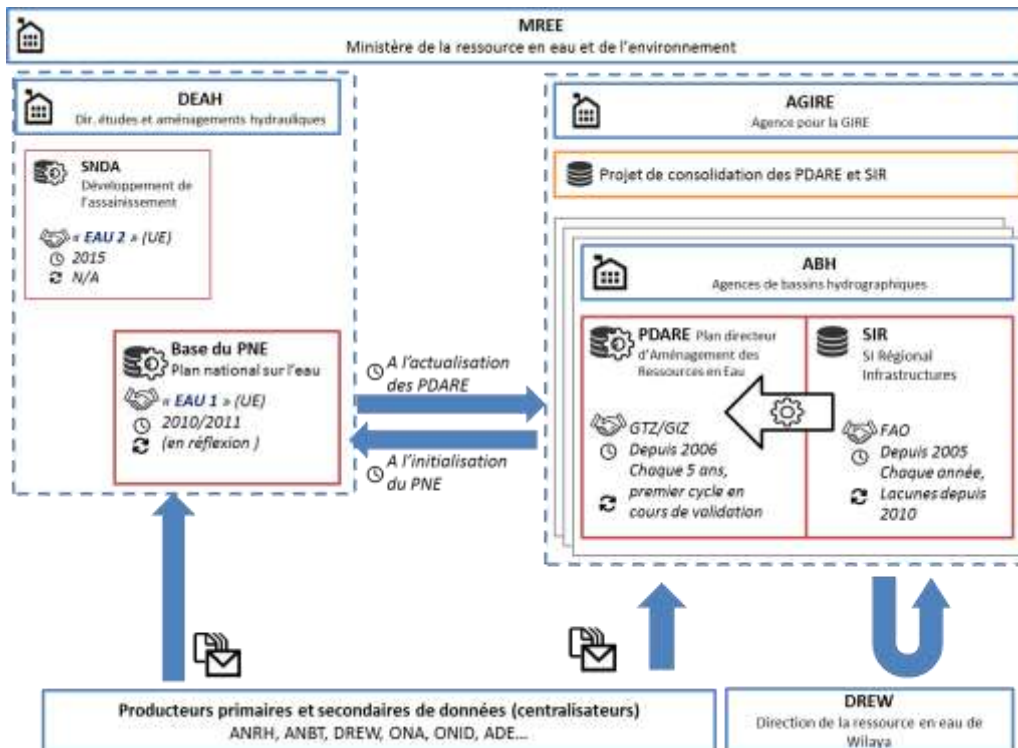 MREE
Ministère de la ressource en eau et de l'environnement
DEAH
Dir. études et aménagements hydrauliques
SNDA
Développement de
l'assainissement
« EAU 2 » (UE)
2015
N/A
Base du PNE
Plan national sur l'eau
« EAU 1 » (UE)
2010/2011
(en réflexion )
A l'actualisation
des PDARE
A l'initialisation
du PNE
AGIRE
Agence pour la GIRE
Projet de consolidation des PDARE et SIR
ABH
Agences de bassins hydrographiques
PDARE Plan directeur
d'Aménagement des
Ressources en Eau
GTZ/GIZ
Depuis 2006
Chaque 5 ans,
premier cycle en
cours de validation
SIR
SI Régional
Infrastructures
FAO
Depuis 2005
Chaque année,
Lacunes depuis
2010
Producteurs primaires et secondaires de données (centralisateurs)
ANRH, ANBT, DREW, ONA, ONID, ADE...
DREW
Direction de la ressource en eau de
Wilaya